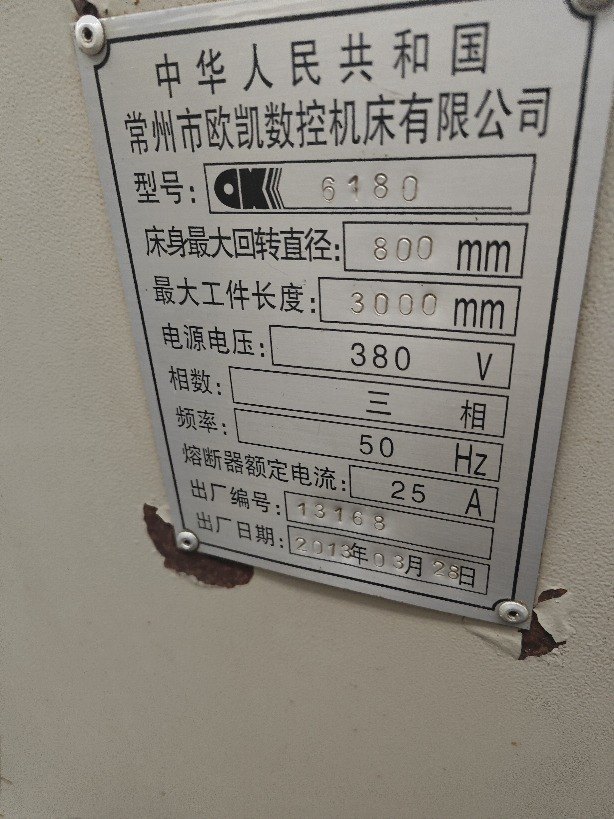 中华人民共和国
常州市欧凯数控机床有限公司
型号: OK 6180
床身最大回转直径: 800 mm
最大工件长度: 3000 mm
电源电压: 380 V
相数: 三 相
频率: 50 Hz
熔断器额定电流: 25 A
出厂编号: 13168
出厂日期: 2013年03月28日